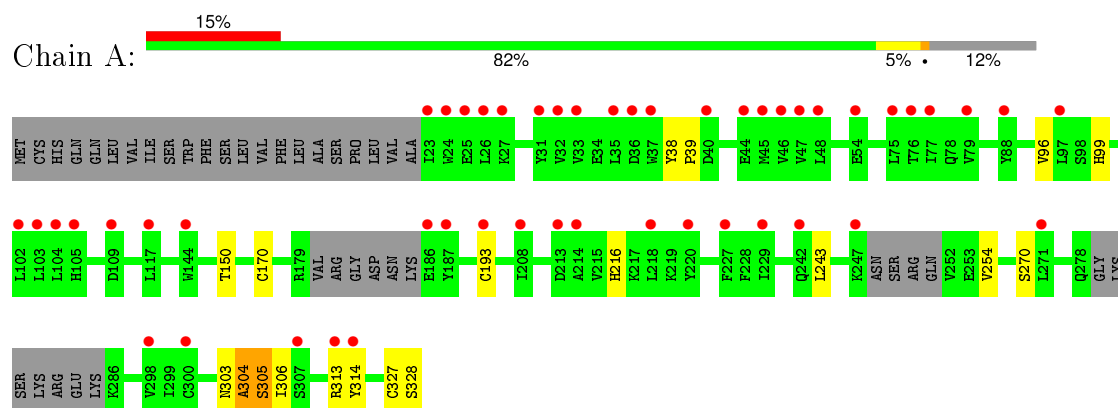 15%
Chain A:
82%
5%
•
12%
MET CYS HIS GLN GLN LEU VAL ILE SER TRP PHE SER LEU VAL PHE LEU ALA SER PRO LEU VAL ALA I23 W24 E25 L26 K27 Y31 V32 V33 E34 L35 D36 W37 Y38 P39 D40 E44 M45 V46 V47 L48 E54 L75 T76 I77 Q78 V79 Y88 V96 L97 S98 H99
L102 L103 L104 H105 D109 L117 W144 T150 C170 R179 VAL ARG GLY ASP ASN LYS E186 Y187 C193 I208 D213 A214 V215 H216 K217 L218 K219 Y220 F227 F228 I229 Q242 L243 K247 ASN SER ARG GLN V252 E253 V254 S270 L271 Q278 GLY LYS
SER LYS ARG GLU LYS K286 V298 I299 C300 N303 A304 S305 I306 S307 R313 Y314 C327 S328